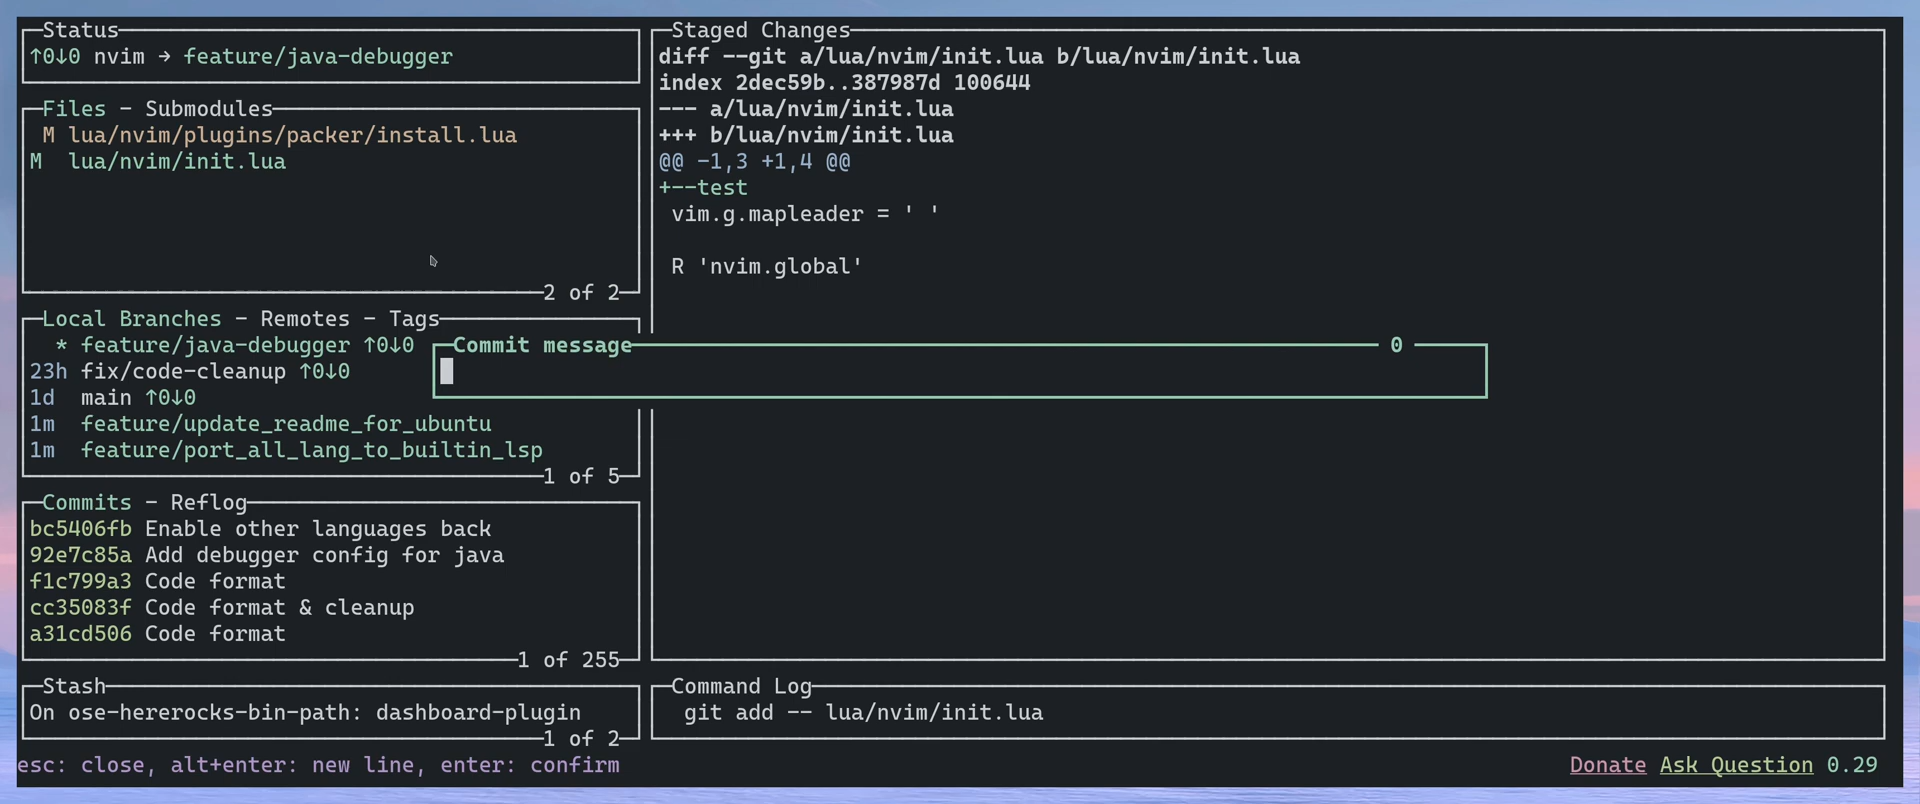 Status
↑0↓0 nvim → feature/java-debugger
Files - Submodules
 M lua/nvim/plugins/packer/install.lua
M  lua/nvim/init.lua
2 of 2
Local Branches - Remotes - Tags
  * feature/java-debugger ↑0↓0
23h fix/code-cleanup ↑0↓0
1d  main ↑0↓0
1m  feature/update_readme_for_ubuntu
1m  feature/port_all_lang_to_builtin_lsp
1 of 5
Commits - Reflog
bc5406fb Enable other languages back
92e7c85a Add debugger config for java
f1c799a3 Code format
cc35083f Code format & cleanup
a31cd506 Code format
1 of 255
Stash
On ose-hererocks-bin-path: dashboard-plugin
1 of 2
Staged Changes
diff --git a/lua/nvim/init.lua b/lua/nvim/init.lua
index 2dec59b..387987d 100644
--- a/lua/nvim/init.lua
+++ b/lua/nvim/init.lua
@@ -1,3 +1,4 @@
+--test
 vim.g.mapleader = ' '
 R 'nvim.global'
Commit message 0
Command Log
git add -- lua/nvim/init.lua
esc: close, alt+enter: new line, enter: confirm
Donate Ask Question 0.29